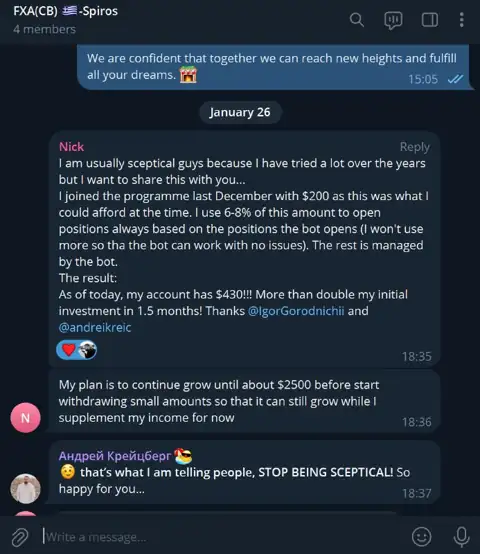 FXA(CB) 🇬🇷-Spiros
4 members
We are confident that together we can reach new heights and fulfill
all your dreams. 🏰
15:05
January 26
Nick
Reply
I am usually sceptical guys because I have tried a lot over the years
but I want to share this with you...
I joined the programme last December with $200 as this was what I
could afford at the time. I use 6-8% of this amount to open
positions always based on the positions the bot opens (I won't use
more so tha the bot can work with no issues). The rest is managed
by the bot.
The result:
As of today, my account has $430!!! More than double my initial
investment in 1.5 months! Thanks @IgorGorodnichii and
@andreikreic
18:35
My plan is to continue grow until about $2500 before start
withdrawing small amounts so that it can still grow while I
supplement my income for now
18:36
N
Андрей Крейцберг 🏖
😉 that's what I am telling people, STOP BEING SCEPTICAL! So
happy for you...
18:37
Write a message...